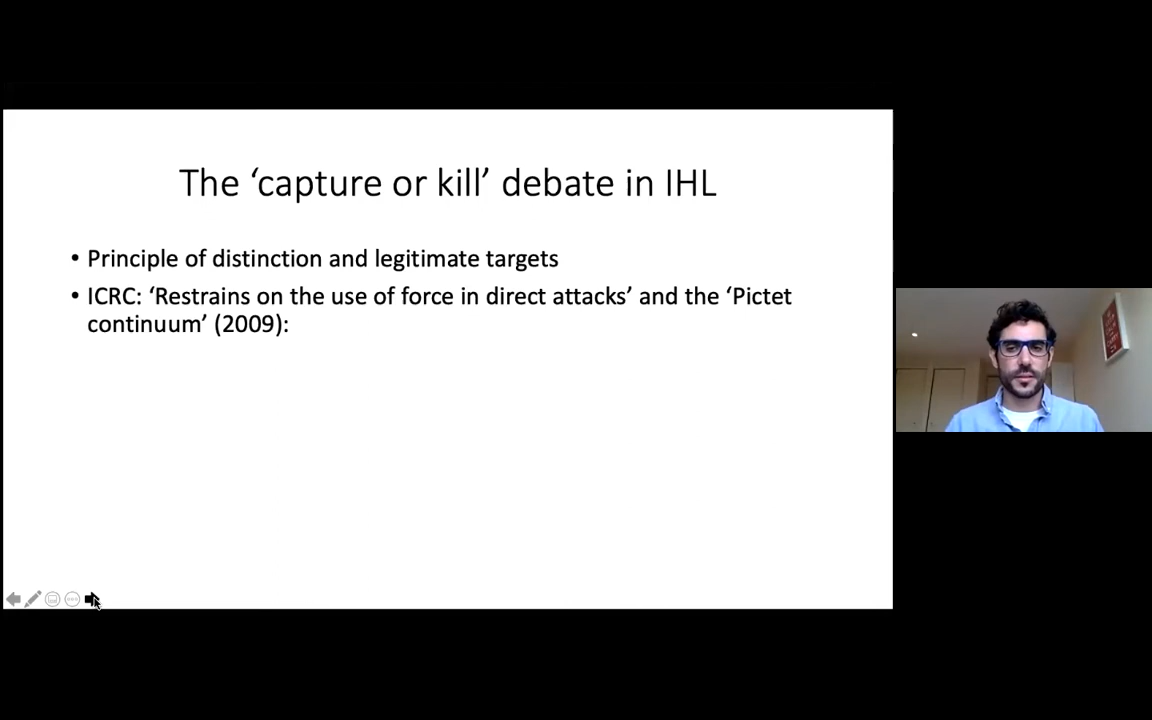 The ‘capture or kill’ debate in IHL
• Principle of distinction and legitimate targets
• ICRC: ‘Restrains on the use of force in direct attacks’ and the ‘Pictet
continuum’ (2009):